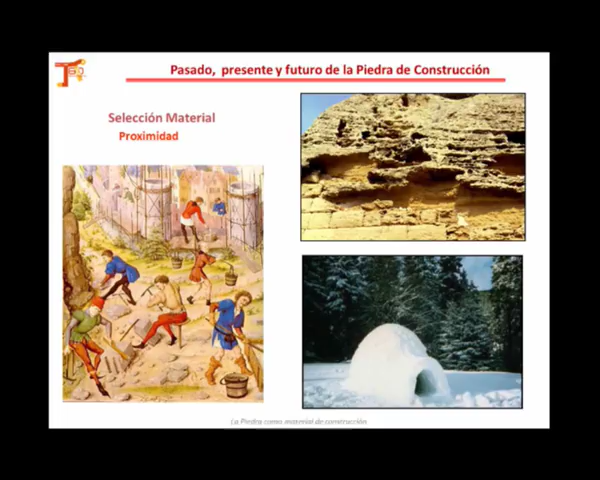 Pasado, presente y futuro de la Piedra de Construcción
Selección Material
Proximidad
La Piedra como material de construcción